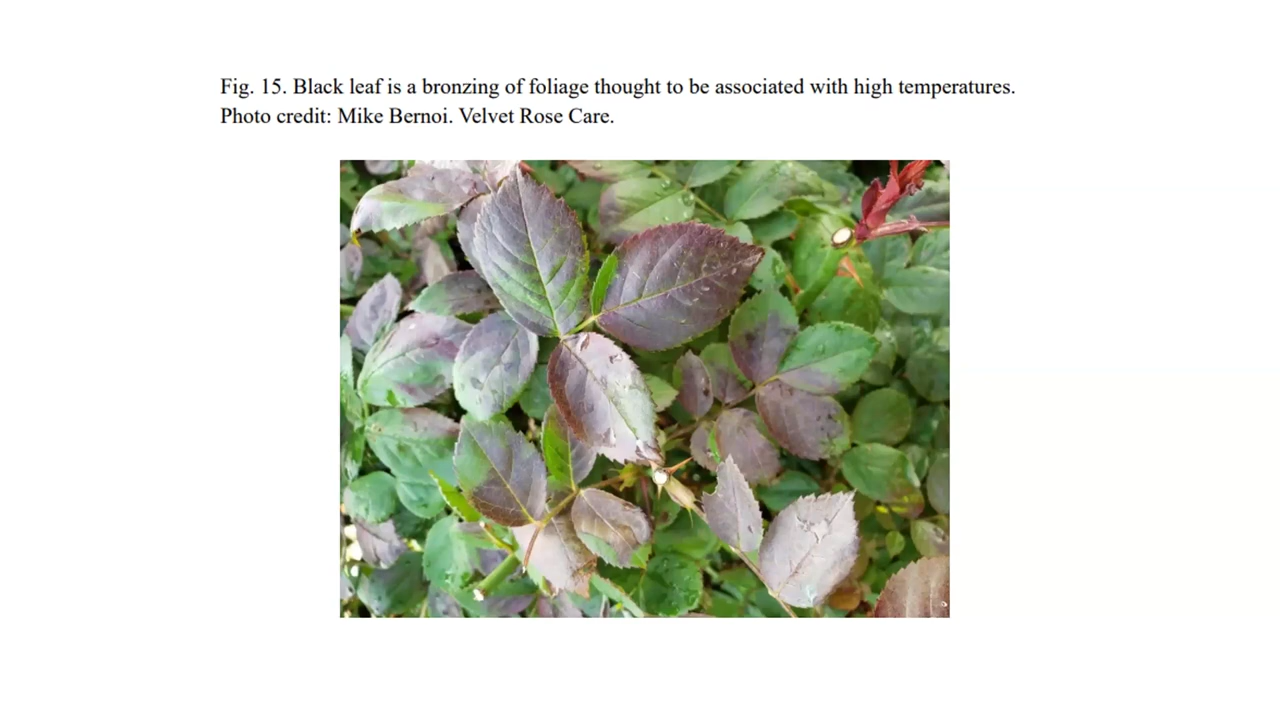 Fig. 15. Black leaf is a bronzing of foliage thought to be associated with high temperatures.
Photo credit: Mike Bernoi. Velvet Rose Care.